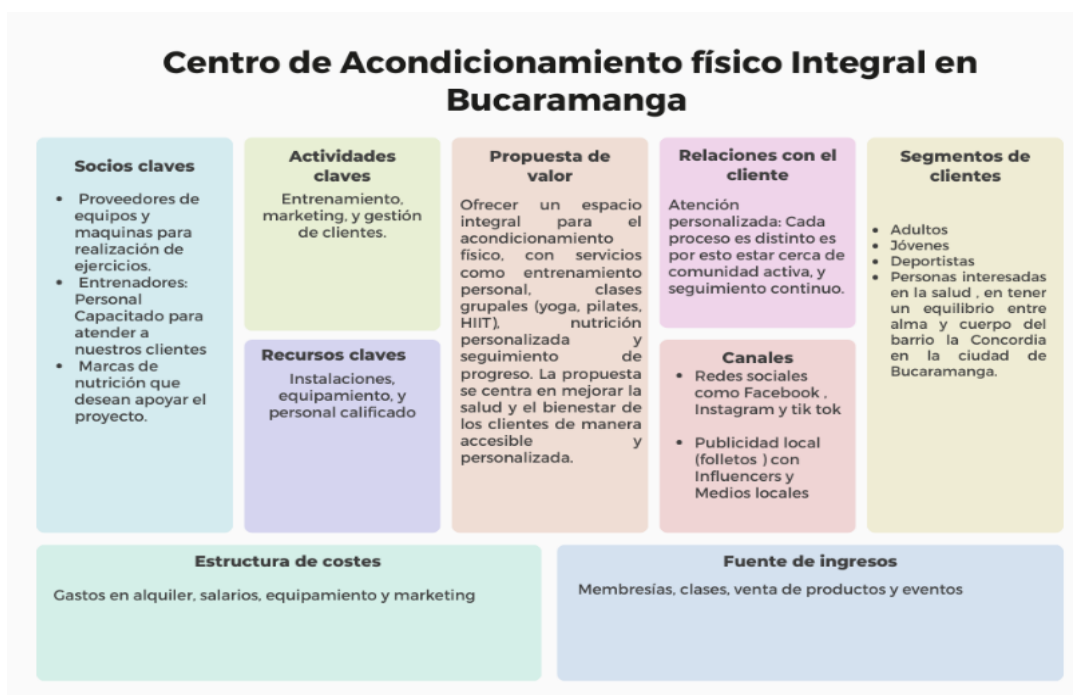 Centro de Acondicionamiento físico Integral en
Bucaramanga
Socios claves
• Proveedores de
equipos y
maquinas para
realización de
ejercicios.
• Entrenadores:
Personal
Capacitado para
atender a
nuestros clientes
• Marcas de
nutrición que
desean apoyar el
proyecto.
Actividades
claves
Entrenamiento,
marketing, y gestión
de clientes.
Recursos claves
Instalaciones,
equipamiento, y
personal calificado
Propuesta de
valor
Ofrecer un espacio
integral para el
acondicionamiento
físico, con servicios
como entrenamiento
personal, clases
grupales (yoga, pilates,
HIIT), nutrición
personalizada y
seguimiento de
progreso. La propuesta
se centra en mejorar la
salud y el bienestar de
los clientes de manera
accesible y
personalizada.
Relaciones con el
cliente
Atención
personalizada: Cada
proceso es distinto es
por esto estar cerca de
comunidad activa, y
seguimiento continuo.
Canales
• Redes sociales
como Facebook ,
Instagram y tik tok
• Publicidad local
(folletos ) con
Influencers y
Medios locales
Segmentos de
clientes
• Adultos
• Jóvenes
• Deportistas
• Personas interesadas
en la salud , en tener
un equilibrio entre
alma y cuerpo del
barrio la Concordia
en la ciudad de
Bucaramanga.
Estructura de costes
Gastos en alquiler, salarios, equipamiento y marketing
Fuente de ingresos
Membresías, clases, venta de productos y eventos